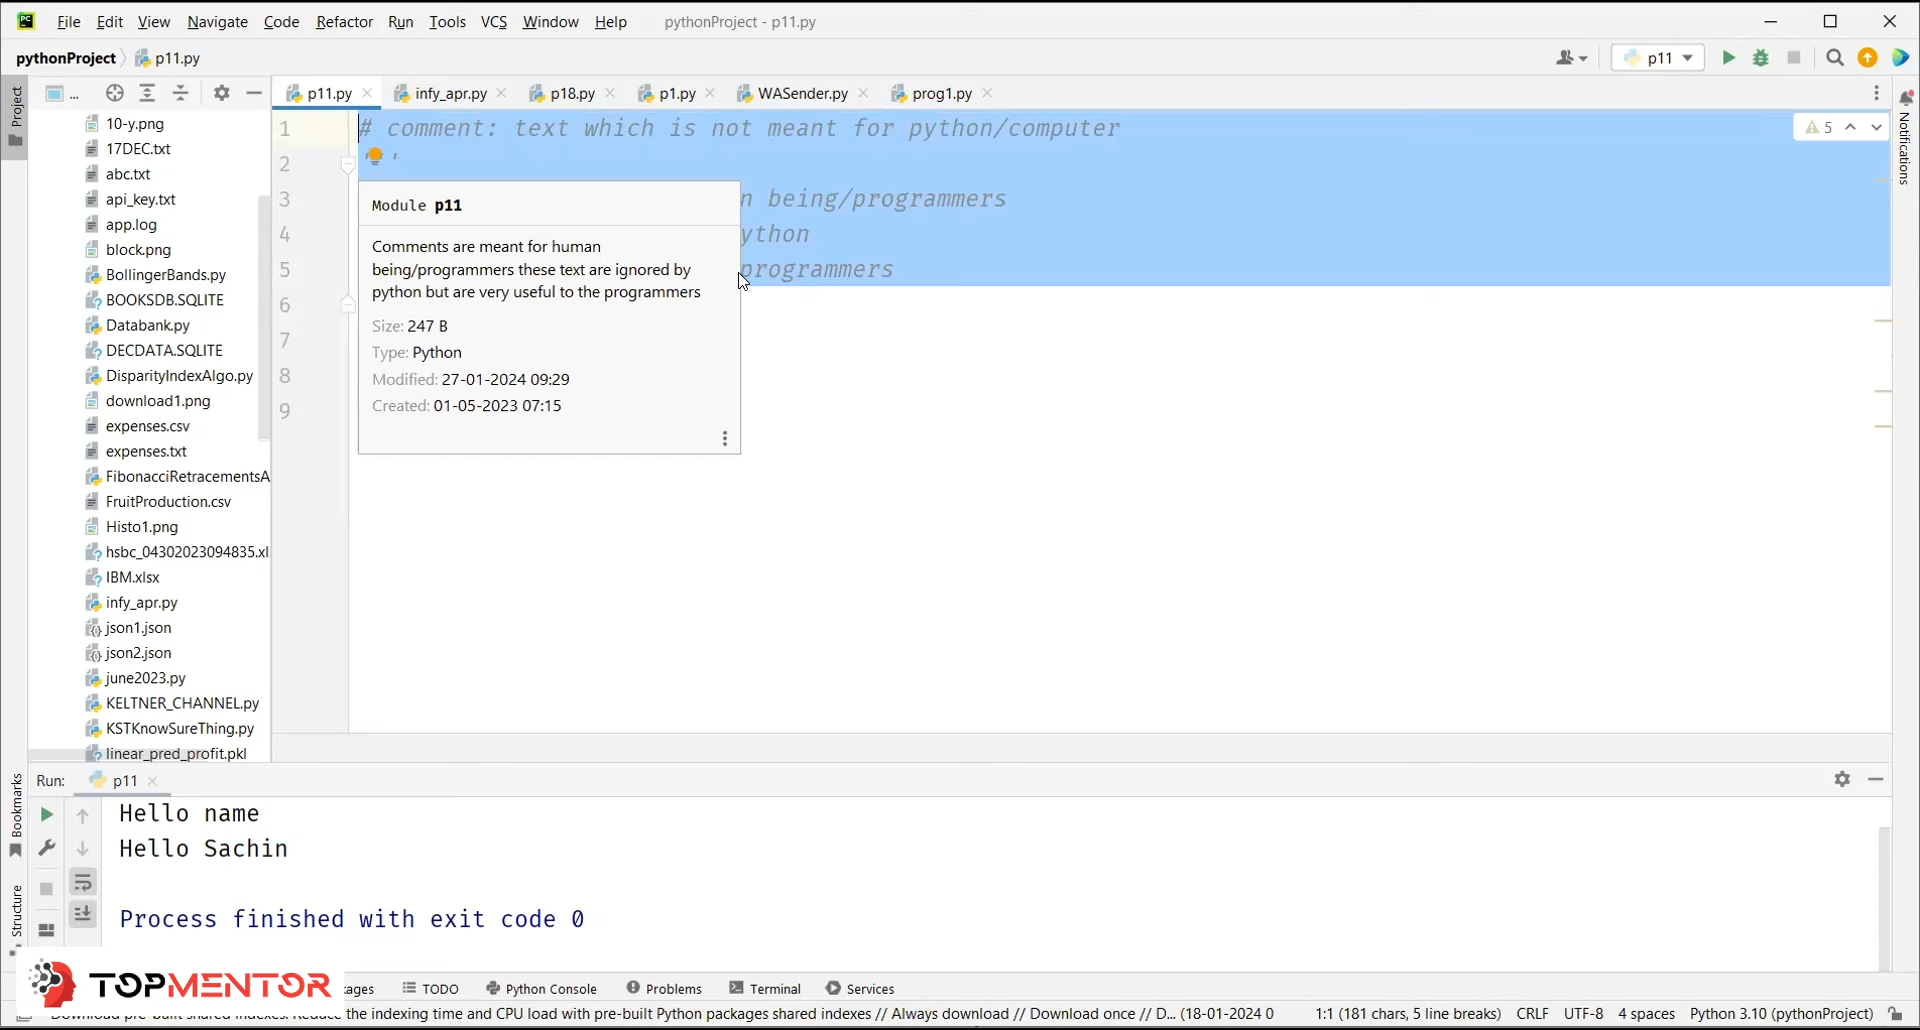 File Edit View Navigate Code Refactor Run Tools VCS Window Help pythonProject - p11.py
pythonProject p11.py
p11
Project
...
p11.py infy_apr.py p18.py p1.py WASender.py prog1.py
Notifications
10-y.png
17DEC.txt
abc.txt
api_key.txt
app.log
block.png
BollingerBands.py
BOOKSDB.SQLITE
Databank.py
DECDATA.SQLITE
DisparityIndexAlgo.py
download1.png
expenses.csv
expenses.txt
FibonacciRetracementsA
FruitProduction.csv
Histo1.png
hsbc_04302023094835.xl
IBM.xlsx
infy_apr.py
json1.json
json2.json
june2023.py
KELTNER_CHANNEL.py
KSTKnowSureThing.py
linear_pred_profit.pkl
1 # comment: text which is not meant for python/computer
5
2 ' '
3 n being/programmers
4 ython
5 programmers
6
7
8
9
Module p11
Comments are meant for human
being/programmers these text are ignored by
python but are very useful to the programmers
Size: 247 B
Type: Python
Modified: 27-01-2024 09:29
Created: 01-05-2023 07:15
Bookmarks
Structure
Run: p11
Hello name
Hello Sachin
Process finished with exit code 0
TOPMENTOR
ages TODO Python Console Problems Terminal Services
Download pre-built shared indexes: Reduce the indexing time and CPU load with pre-built Python packages shared indexes // Always download // Download once // D... (18-01-2024 0 1:1 (181 chars, 5 line breaks) CRLF UTF-8 4 spaces Python 3.10 (pythonProject)